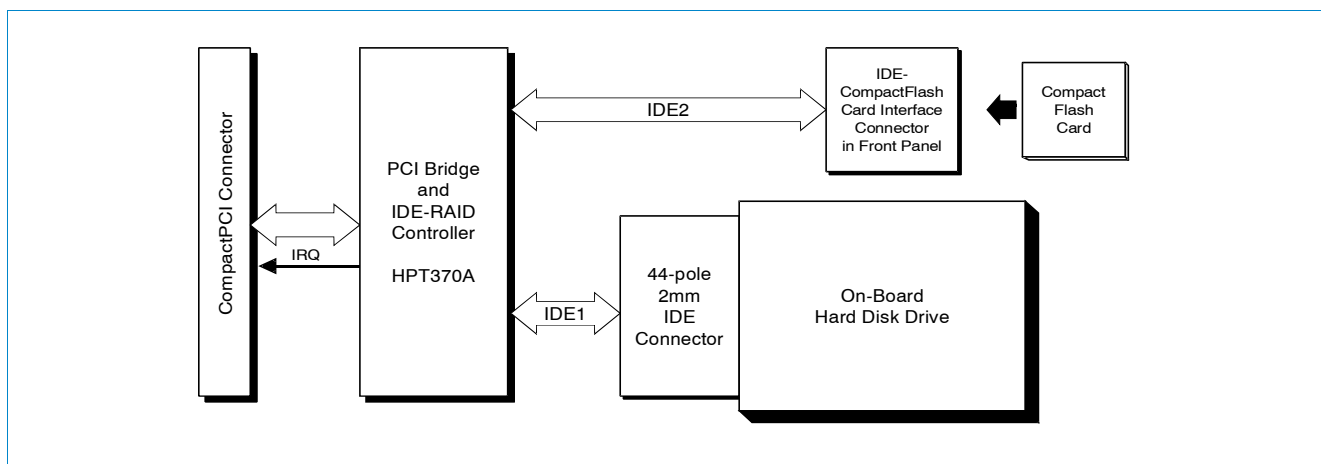 CompactPCI Connector
IRQ
PCI Bridge
and
IDE-RAID
Controller
HPT370A
IDE2
IDE-
CompactFlash
Card Interface
Connector
in Front Panel
Compact
Flash
Card
IDE1
44-pole
2mm
IDE
Connector
On-Board
Hard Disk Drive